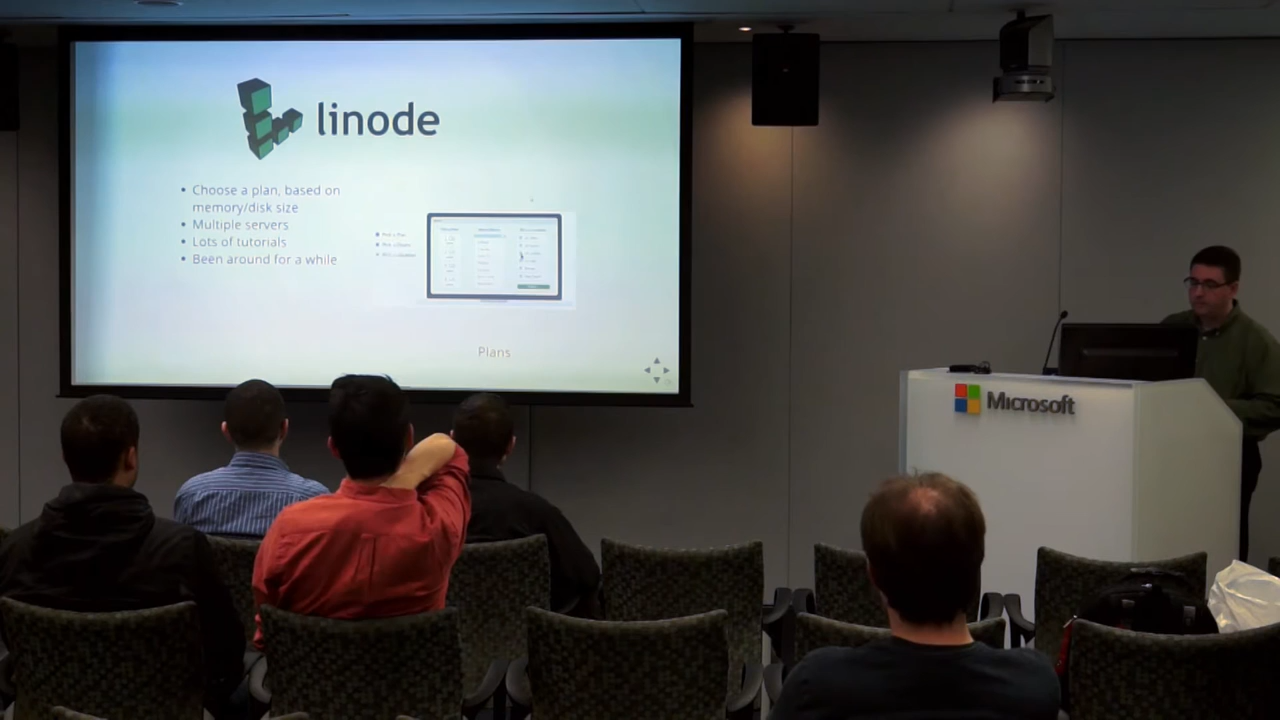 linode
Choose a plan, based on
memory/disk size
Multiple servers
Lots of tutorials
Been around for a while
Plans
Microsoft